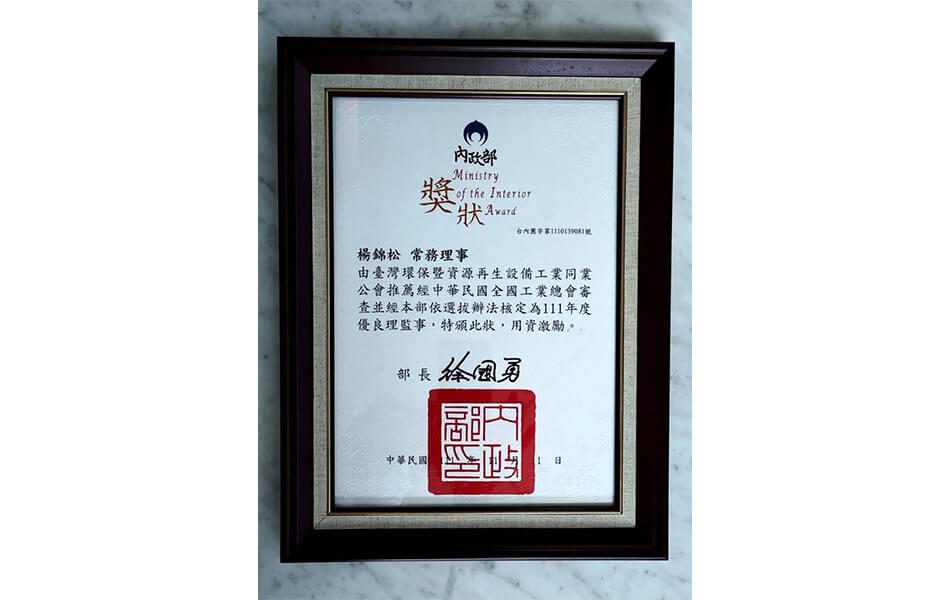 內政部
Ministry
of the Interior
Award
獎狀
台內團字第1110139081號
楊錦松 常務理事
由臺灣環保暨資源再生設備工業同業
公會推薦經中華民國全國工業總會審
查並經本部依選拔辦法核定為111年度
優良理監事，特頒此狀，用資激勵。
部長 徐國勇
內政部印
中華民國 111 年 11 月 1 日